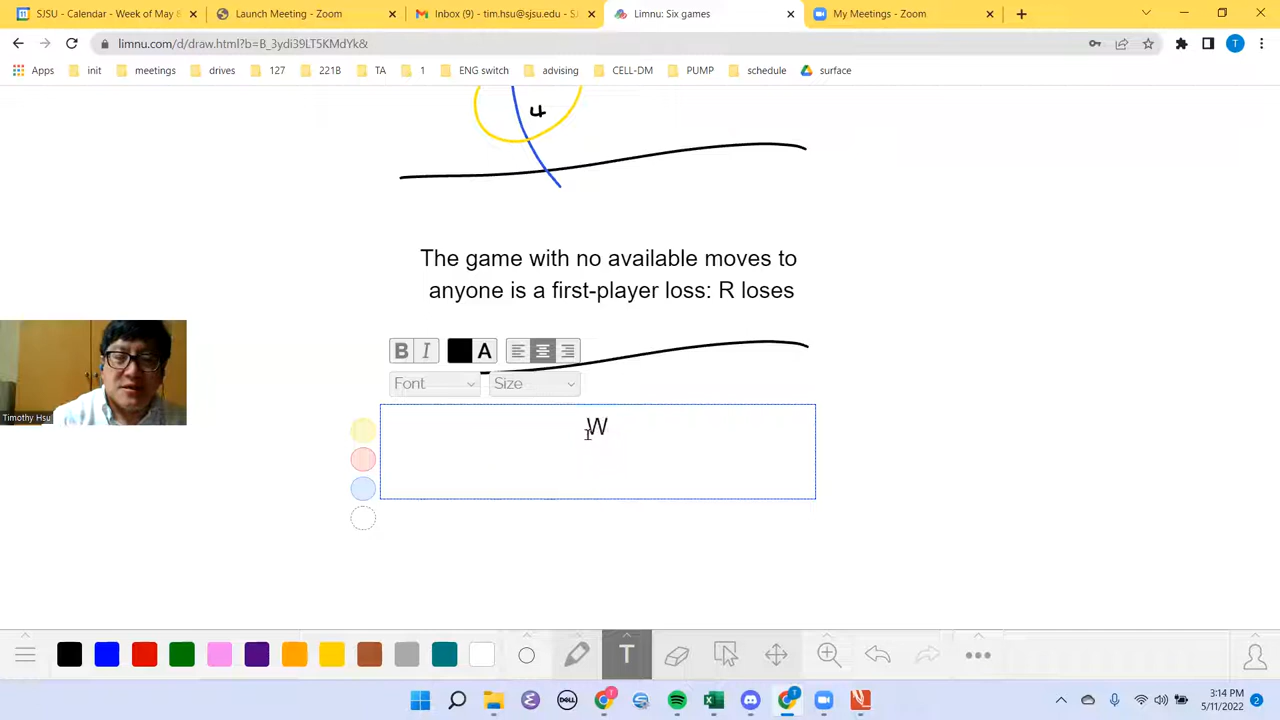 SJSU - Calendar - Week of May 8
Launch Meeting - Zoom
Inbox (9) - tim.hsu@sjsu.edu - SJ
Limnu: Six games
My Meetings - Zoom
limnu.com/d/draw.html?b=B_3ydi39LT5KMdYk&
T
Apps
init
meetings
drives
127
221B
TA
1
ENG switch
advising
CELL-DM
PUMP
schedule
surface
4
The game with no available moves to
anyone is a first-player loss: R loses
B I A
Font Size
W
Timothy Hsu
T
3:14 PM
5/11/2022
2